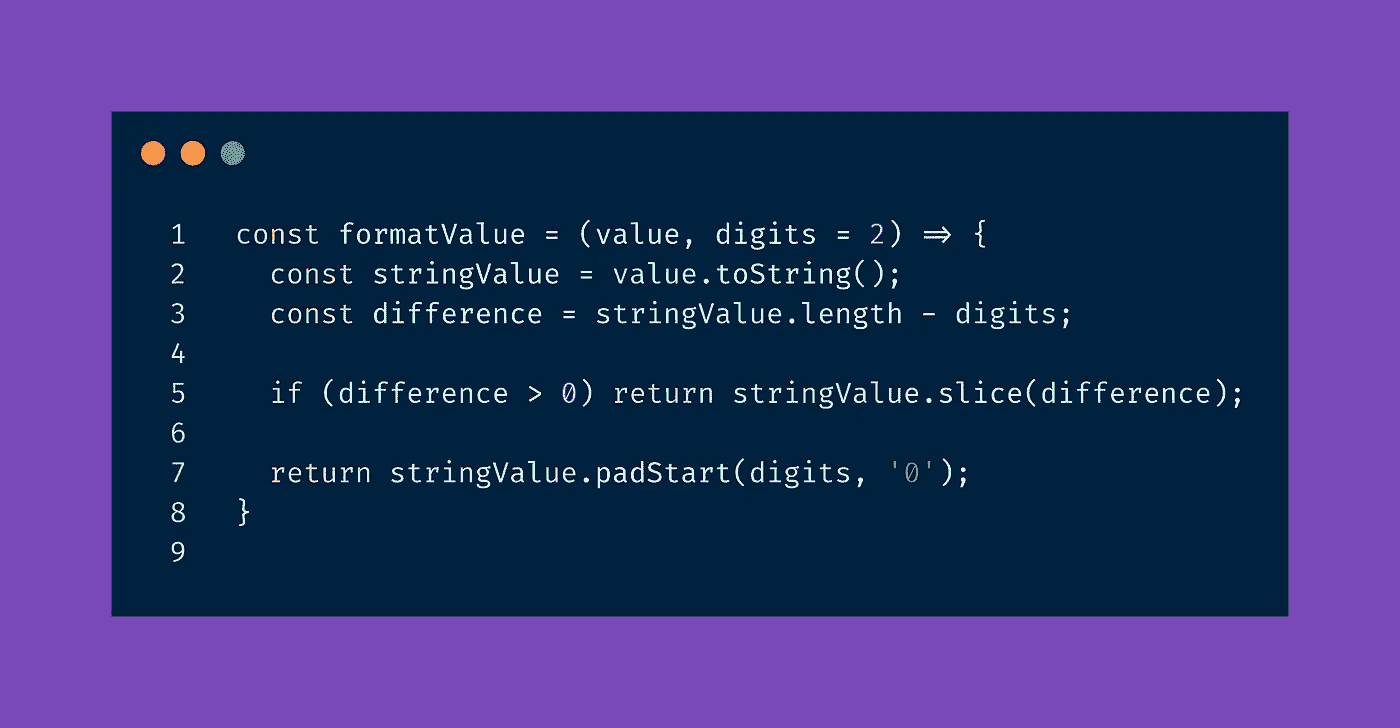 1 const formatValue = (value, digits = 2) => {
2 const stringValue = value.toString();
3 const difference = stringValue.length - digits;
4
5 if (difference > 0) return stringValue.slice(difference);
6
7 return stringValue.padStart(digits, '0');
8 }
9